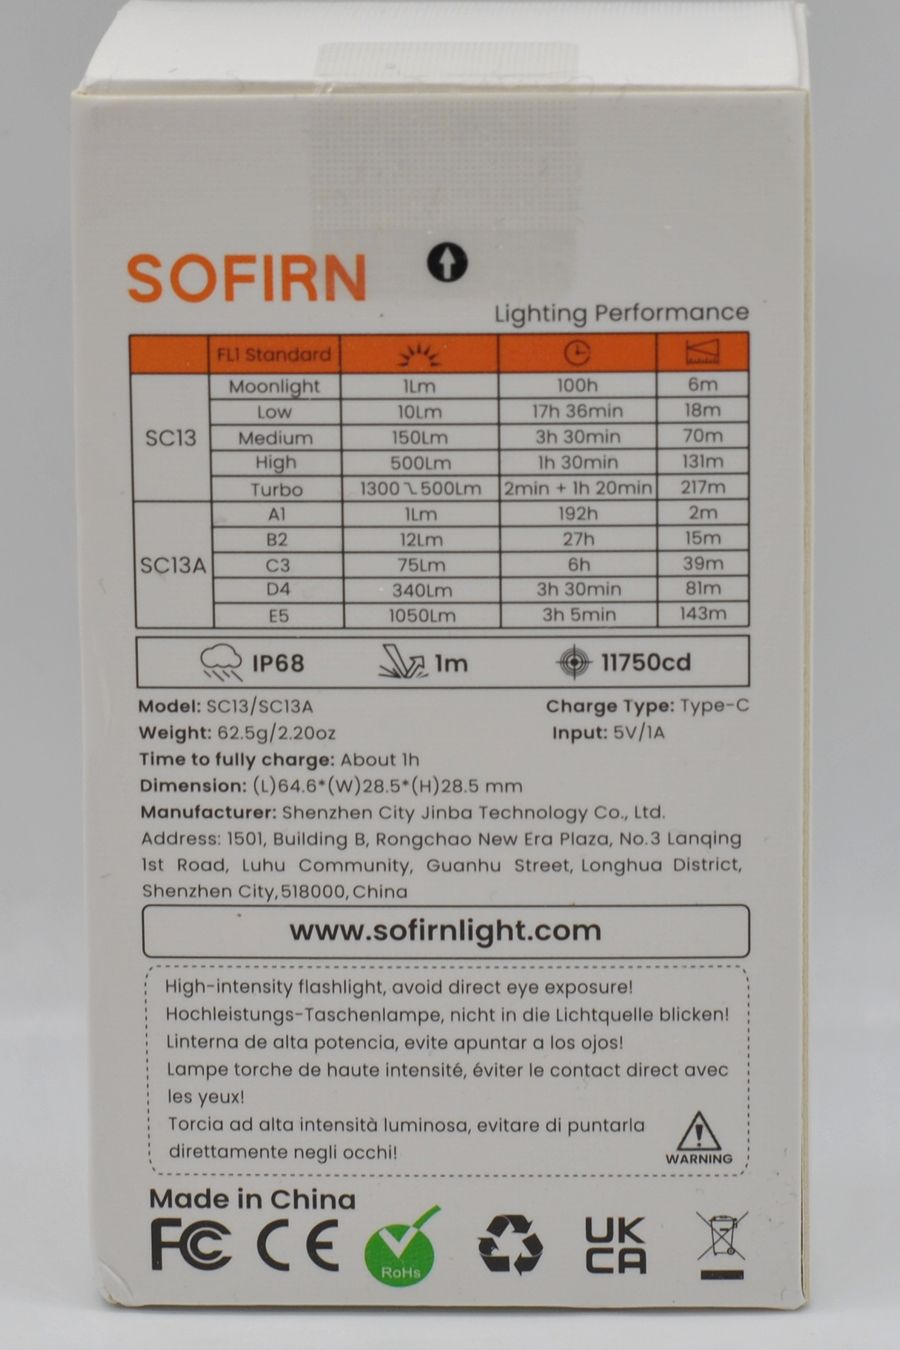 SOFIRN
Lighting Performance
FL1 Standard
SC13
Moonlight 1Lm 100h 6m
Low 10Lm 17h 36min 18m
Medium 150Lm 3h 30min 70m
High 500Lm 1h 30min 131m
Turbo 1300 500Lm 2min + 1h 20min 217m
SC13A
A1 1Lm 192h 2m
B2 12Lm 27h 15m
C3 75Lm 6h 39m
D4 340Lm 3h 30min 81m
E5 1050Lm 3h 5min 143m
IP68 1m 11750cd
Model: SC13/SC13A Charge Type: Type-C
Weight: 62.5g/2.20oz Input: 5V/1A
Time to fully charge: About 1h
Dimension: (L)64.6*(W)28.5*(H)28.5 mm
Manufacturer: Shenzhen City Jinba Technology Co., Ltd.
Address: 1501, Building B, Rongchao New Era Plaza, No.3 Lanqing
1st Road, Luhu Community, Guanhu Street, Longhua District,
Shenzhen City,518000,China
www.sofirnlight.com
High-intensity flashlight, avoid direct eye exposure!
Hochleistungs-Taschenlampe, nicht in die Lichtquelle blicken!
Linterna de alta potencia, evite apuntar a los ojos!
Lampe torche de haute intensité, éviter le contact direct avec
les yeux!
Torcia ad alta intensità luminosa, evitare di puntarla
direttamente negli occhi!
WARNING
Made in China
FC CE RoHs UK
CA